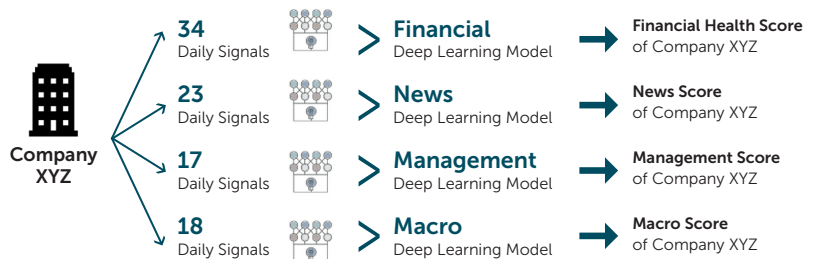 34
Daily Signals
Financial
Deep Learning Model
Financial Health Score
of Company XYZ
23
Daily Signals
News
Deep Learning Model
News Score
of Company XYZ
Company
XYZ
17
Daily Signals
Management
Deep Learning Model
Management Score
of Company XYZ
18
Daily Signals
Macro
Deep Learning Model
Macro Score
of Company XYZ